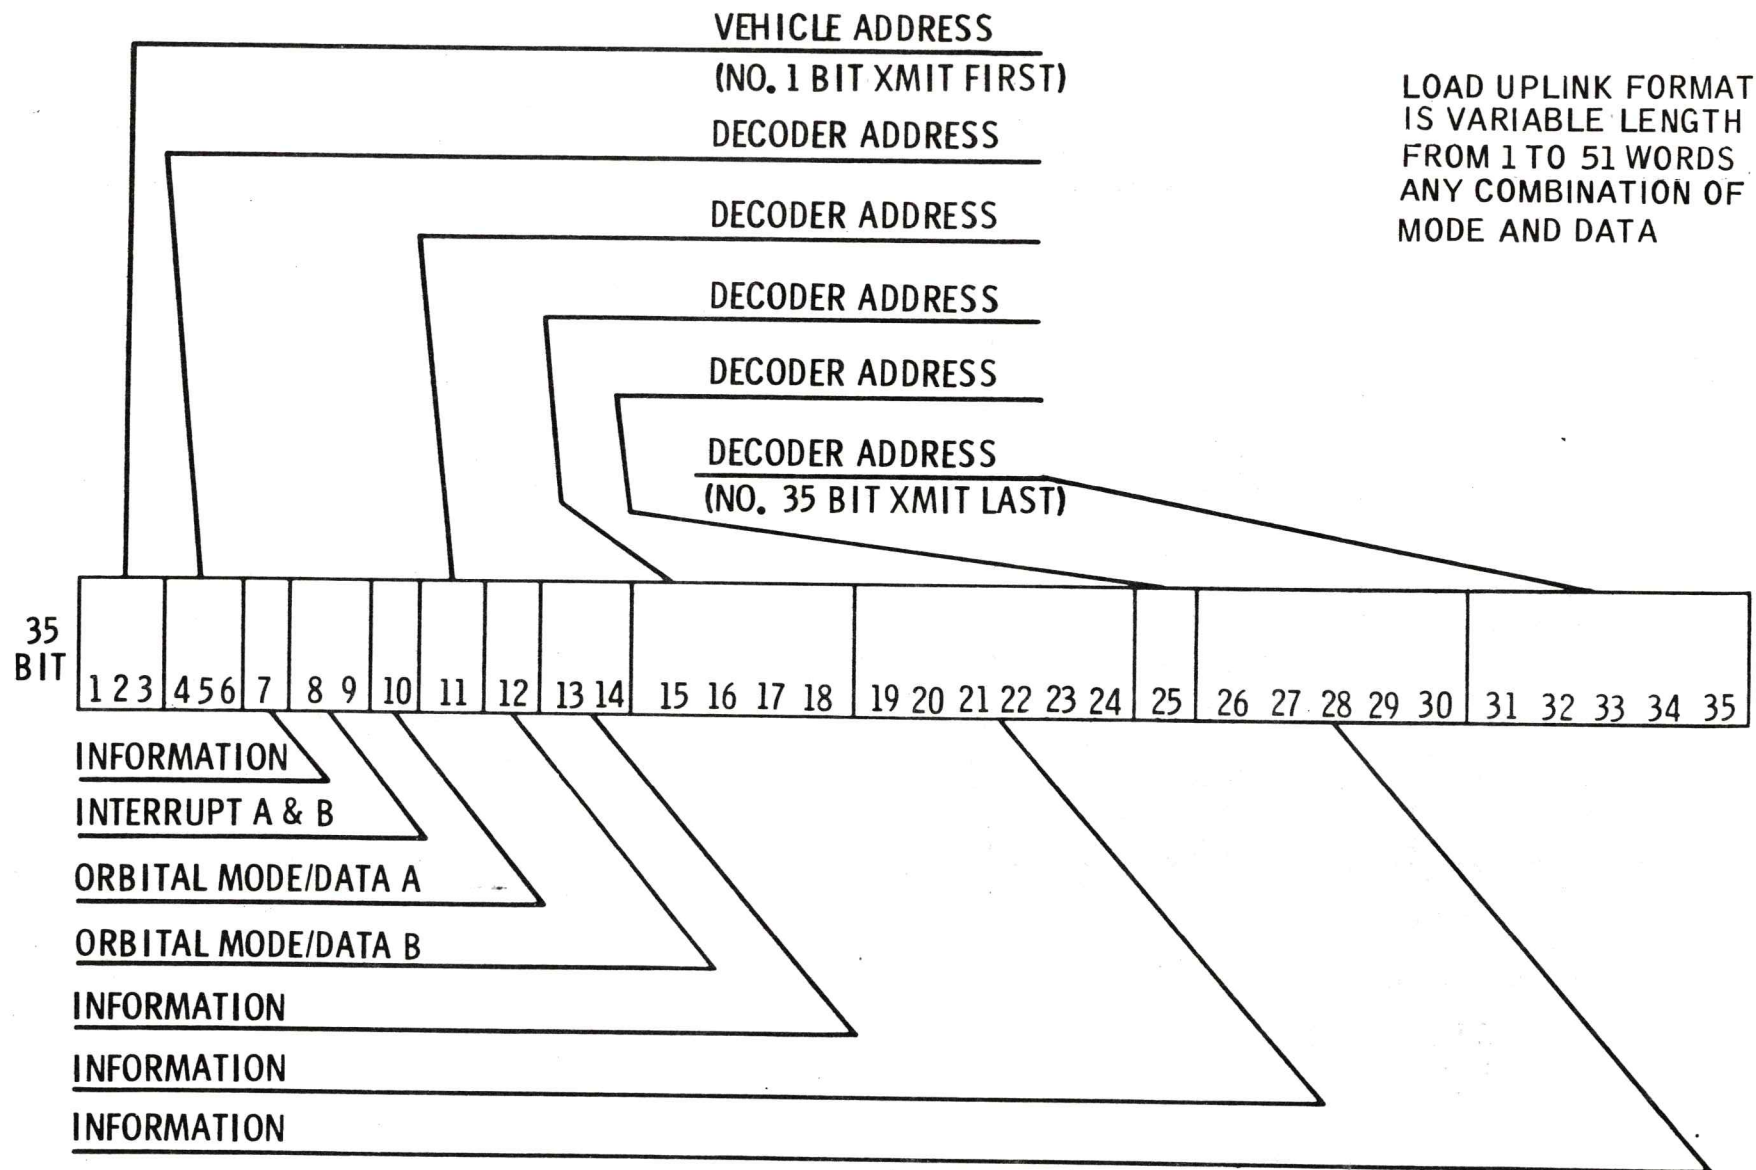 VEHICLE ADDRESS
(NO. 1 BIT XMIT FIRST)
LOAD UPLINK FORMAT
IS VARIABLE LENGTH
FROM 1 TO 51 WORDS
ANY COMBINATION OF
MODE AND DATA
DECODER ADDRESS
DECODER ADDRESS
DECODER ADDRESS
DECODER ADDRESS
DECODER ADDRESS
(NO. 35 BIT XMIT LAST)
35
BIT
1 2 3 4 5 6 7 8 9 10 11 12 13 14 15 16 17 18 19 20 21 22 23 24 25 26 27 28 29 30 31 32 33 34 35
INFORMATION
INTERRUPT A & B
ORBITAL MODE/DATA A
ORBITAL MODE/DATA B
INFORMATION
INFORMATION
INFORMATION